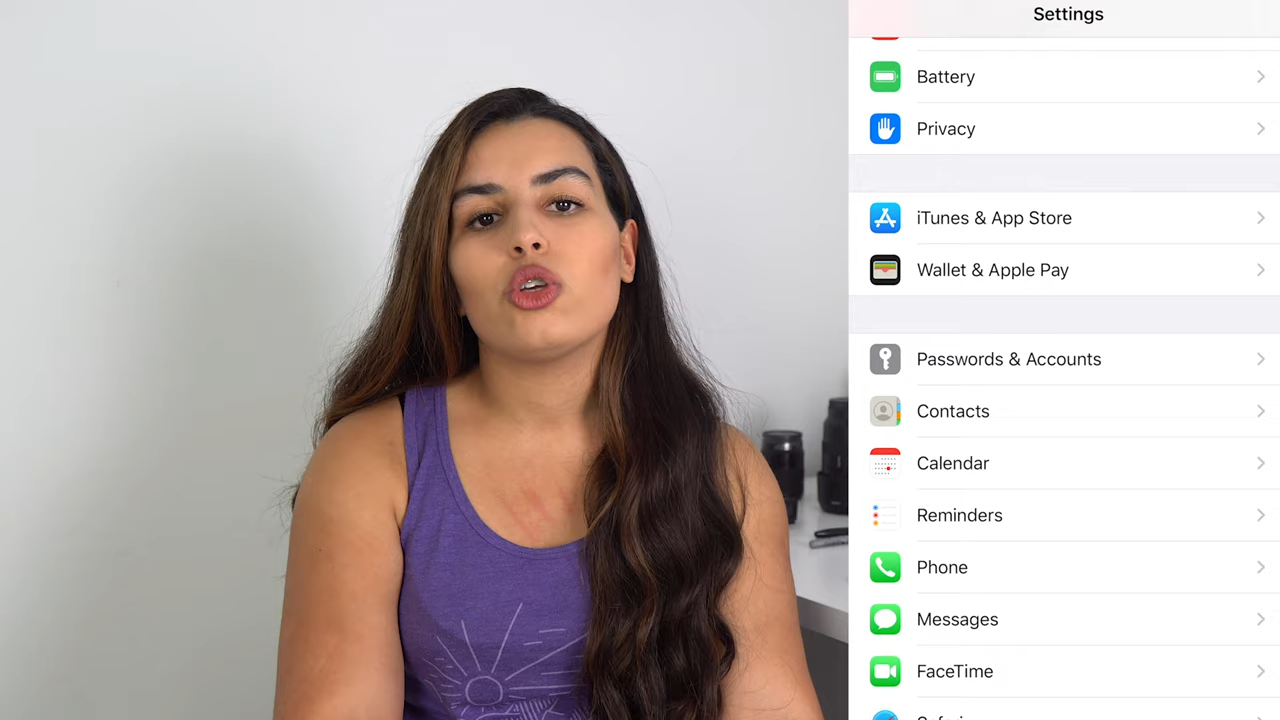 Settings
Battery
Privacy
iTunes & App Store
Wallet & Apple Pay
Passwords & Accounts
Contacts
Calendar
Reminders
Phone
Messages
FaceTime